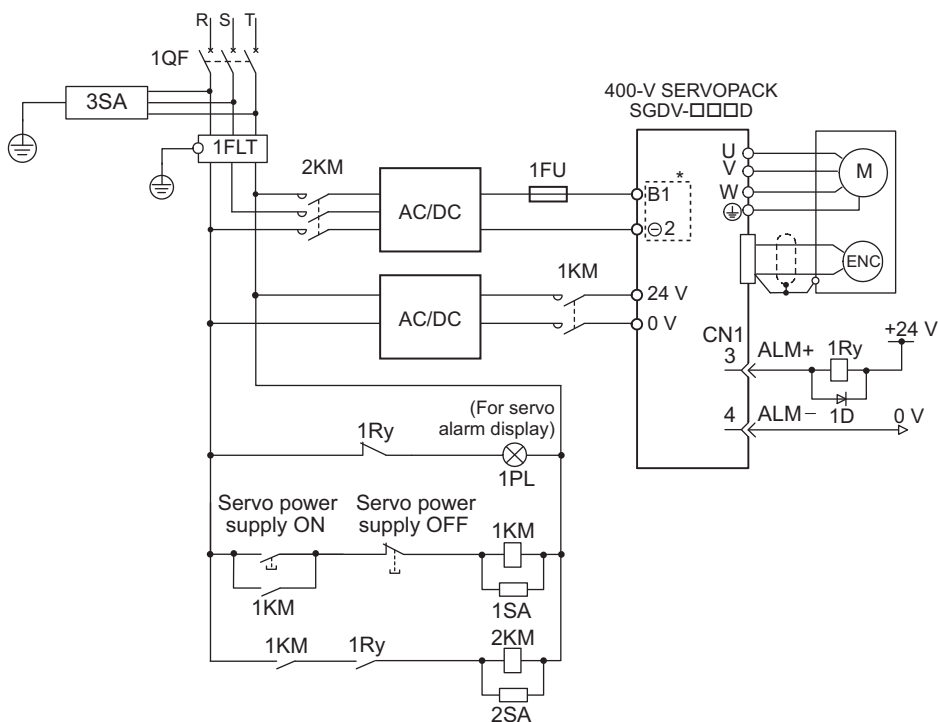 R S T
1QF
3SA
1FLT
400-V SERVOPACK
SGDV-□□□D
2KM
AC/DC
1FU
*
B1
⊖2
U
V
W
M
ENC
AC/DC
1KM
24 V
0 V
CN1
3 ALM+
1Ry
+24 V
4 ALM−
1D
0 V
(For servo
alarm display)
1Ry
1PL
Servo power
supply ON
Servo power
supply OFF
1KM
1KM
1SA
1KM
1Ry
2KM
2SA